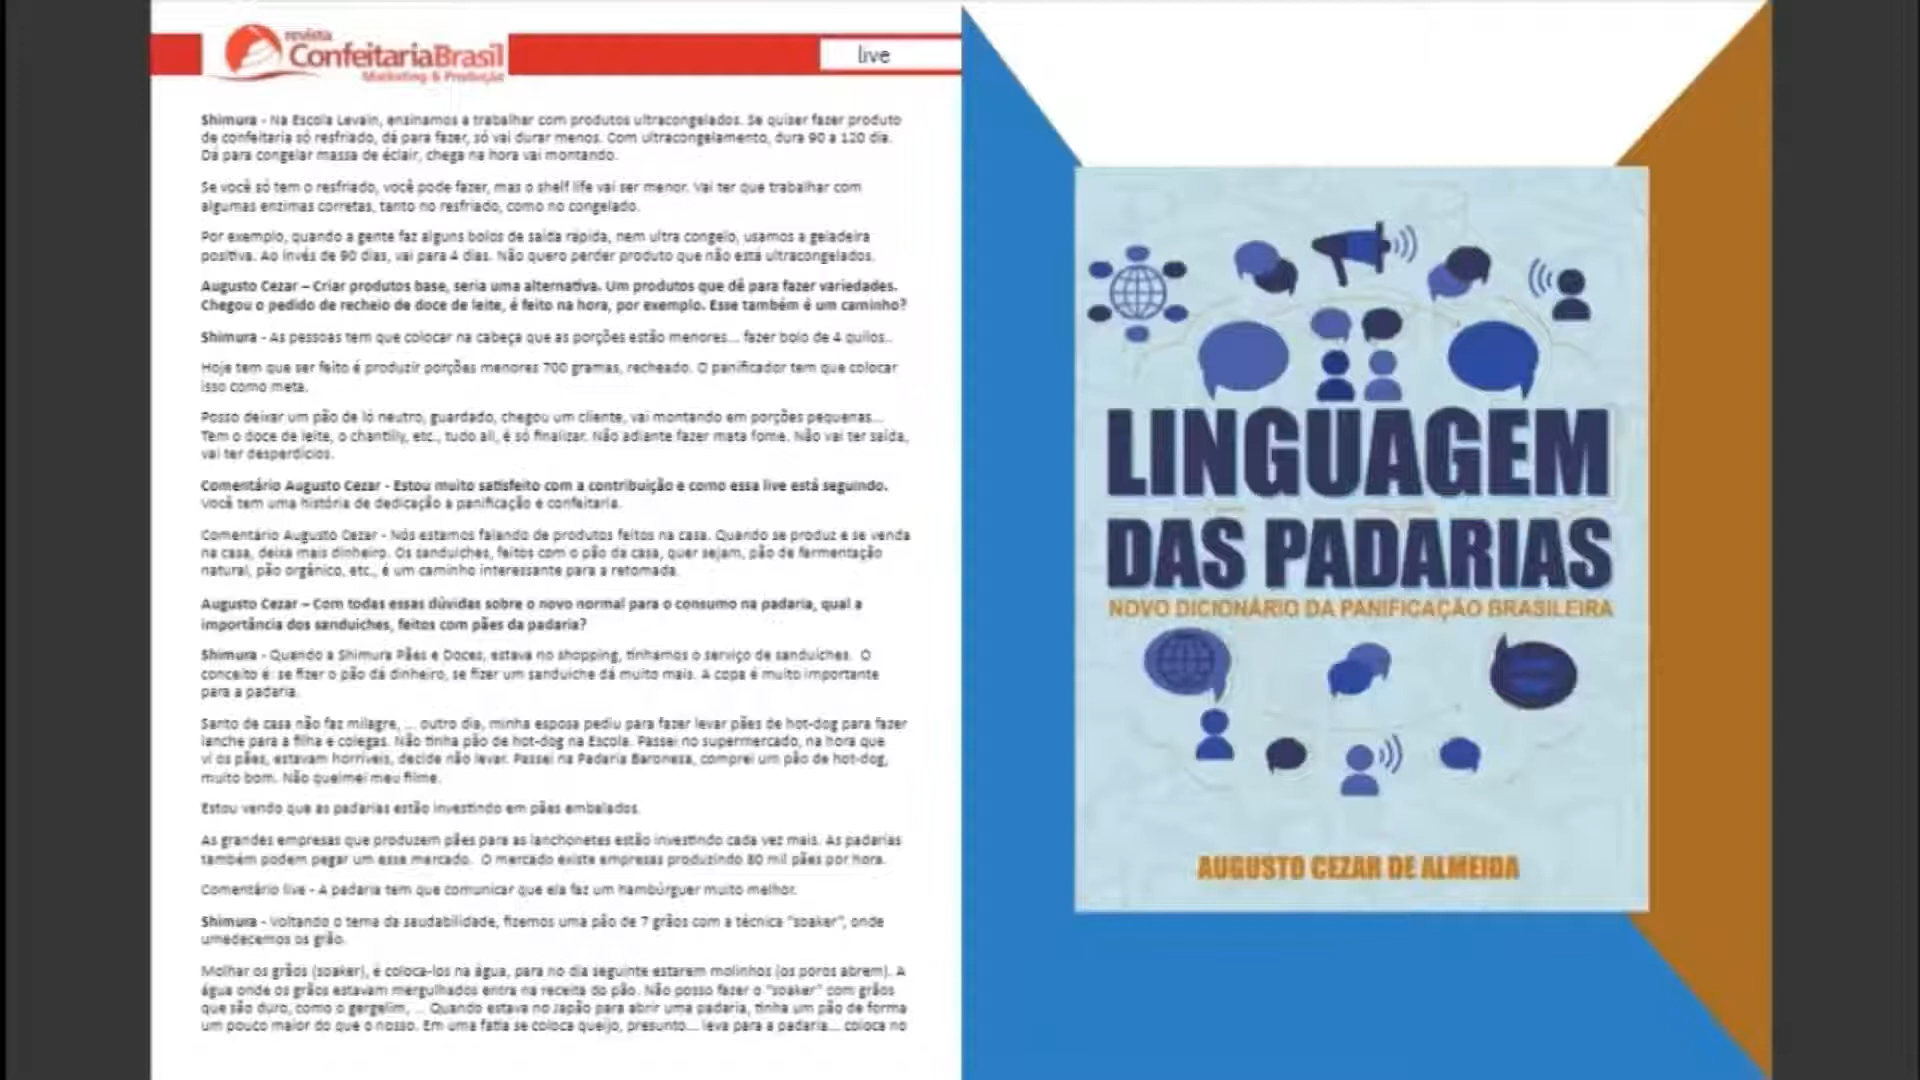 revista
ConfeitariaBrasil
Marketing & Produção
live
Shimura - Na Escola Levain, ensinamos a trabalhar com produtos ultracongelados. Se quiser fazer produto
de confeitaria só resfriado, dá para fazer, só vai durar menos. Com ultracongelamento, dura 90 a 120 dia.
Dá para congelar massa de éclair, chega na hora vai montando.
Se você só tem o resfriado, você pode fazer, mas o shelf life vai ser menor. Vai ter que trabalhar com
algumas enzimas corretas, tanto no resfriado, como no congelado.
Por exemplo, quando a gente faz alguns bolos de saída rápida, nem ultra congelo, usamos a geladeira
positiva. Ao invés de 90 dias, vai para 4 dias. Não quero perder produto que não está ultracongelados.
Augusto Cezar – Criar produtos base, seria uma alternativa. Um produtos que dê para fazer variedades.
Chegou o pedido de recheio de doce de leite, é feito na hora, por exemplo. Esse também é um caminho?
Shimura - As pessoas tem que colocar na cabeça que as porções estão menores... fazer bolo de 4 quilos..
Hoje tem que ser feito é produzir porções menores 700 gramas, recheado. O panificador tem que colocar
isso como meta.
Posso deixar um pão de ló neutro, guardado, chegou um cliente, vai montando em porções pequenas...
Tem o doce de leite, o chantilly, etc., tudo ali, é só finalizar. Não adiante fazer mata fome. Não vai ter saída,
vai ter desperdícios.
Comentário Augusto Cezar - Estou muito satisfeito com a contribuição e como essa live está seguindo.
Você tem uma história de dedicação a panificação e confeitaria.
Comentário Augusto Cezar - Nós estamos falando de produtos feitos na casa. Quando se produz e se venda
na casa, deixa mais dinheiro. Os sanduiches, feitos com o pão da casa, quer sejam, pão de fermentação
natural, pão orgânico, etc., é um caminho interessante para a retomada.
Augusto Cezar – Com todas essas dúvidas sobre o novo normal para o consumo na padaria, qual a
importância dos sanduiches, feitos com pães da padaria?
Shimura - Quando a Shimura Pães e Doces, estava no shopping, tínhamos o serviço de sanduíches. O
conceito é: se fizer o pão dá dinheiro, se fizer um sanduiche dá muito mais. A copa é muito importante
para a padaria.
Santo de casa não faz milagre, ... outro dia, minha esposa pediu para fazer levar pães de hot-dog para fazer
lanche para a filha e colegas. Não tinha pão de hot-dog na Escola. Passei no supermercado, na hora que
vi os pães, estavam horríveis, decide não levar. Passei na Padaria Baronesa, comprei um pão de hot-dog,
muito bom. Não queimei meu filme.
Estou vendo que as padarias estão investindo em pães embalados.
As grandes empresas que produzem pães para as lanchonetes estão investindo cada vez mais. As padarias
também podem pegar um esse mercado. O mercado existe empresas produzindo 80 mil pães por hora.
Comentário live - A padaria tem que comunicar que ela faz um hambúrguer muito melhor.
Shimura - Voltando o tema da saudabilidade, fizemos uma pão de 7 grãos com a técnica "soaker", onde
umedecemos os grão.
Molhar os grãos (soaker), é coloca-los na água, para no dia seguinte estarem molinhos (os poros abrem). A
água onde os grãos estavam mergulhados entra na receita do pão. Não posso fazer o "soaker" com grãos
que são duro, como o gergelim, ... Quando estava no Japão para abrir uma padaria, tinha um pão de forma
um pouco maior do que o nosso. Em uma fatia se coloca queijo, presunto... leva para a padaria... coloca no
LINGUAGEM
DAS PADARIAS
NOVO DICIONÁRIO DA PANIFICAÇÃO BRASILEIRA
AUGUSTO CEZAR DE ALMEIDA